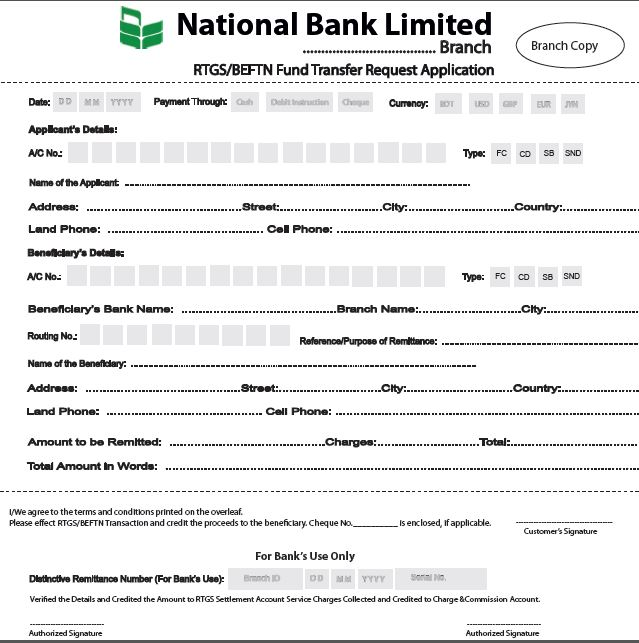 National Bank Limited
.......................................... Branch
Branch Copy
RTGS/BEFTN Fund Transfer Request Application
Date: DD MM YYYY Payment Through: Cash Debit Instruction Cheque Currency: BDT USD GBP EUR JYN
Applicant's Details:
A/C No.: Type: FC CD SB SND
Name of the Applicant: ..........................................
Address: ....................Street:....................City:....................Country:....................
Land Phone: .................... Cell Phone: ....................
Beneficiary's Details:
A/C No.: Type: FC CD SB SND
Beneficiary's Bank Name: ....................Branch Name:....................City:....................
Routing No.: Reference/Purpose of Remittance: ....................
Name of the Beneficiary: ..........................................
Address: ....................Street:....................City:....................Country:....................
Land Phone: .................... Cell Phone: ....................
Amount to be Remitted: ....................Charges:....................Total:....................
Total Amount In Words: ..........................................
I/We agree to the terms and conditions printed on the overleaf.
Please effect RTGS/BEFTN Transaction and credit the proceeds to the beneficiary. Cheque No.__________ is enclosed, if applicable.
Customer's Signature
For Bank's Use Only
Distinctive Remittance Number (For Bank's Use): Branch ID DD MM YYYY Serial No.
Verified the Details and Credited the Amount to RTGS Settlement Account Service Charges Collected and Credited to Charge &Commission Account.
Authorized Signature Authorized Signature